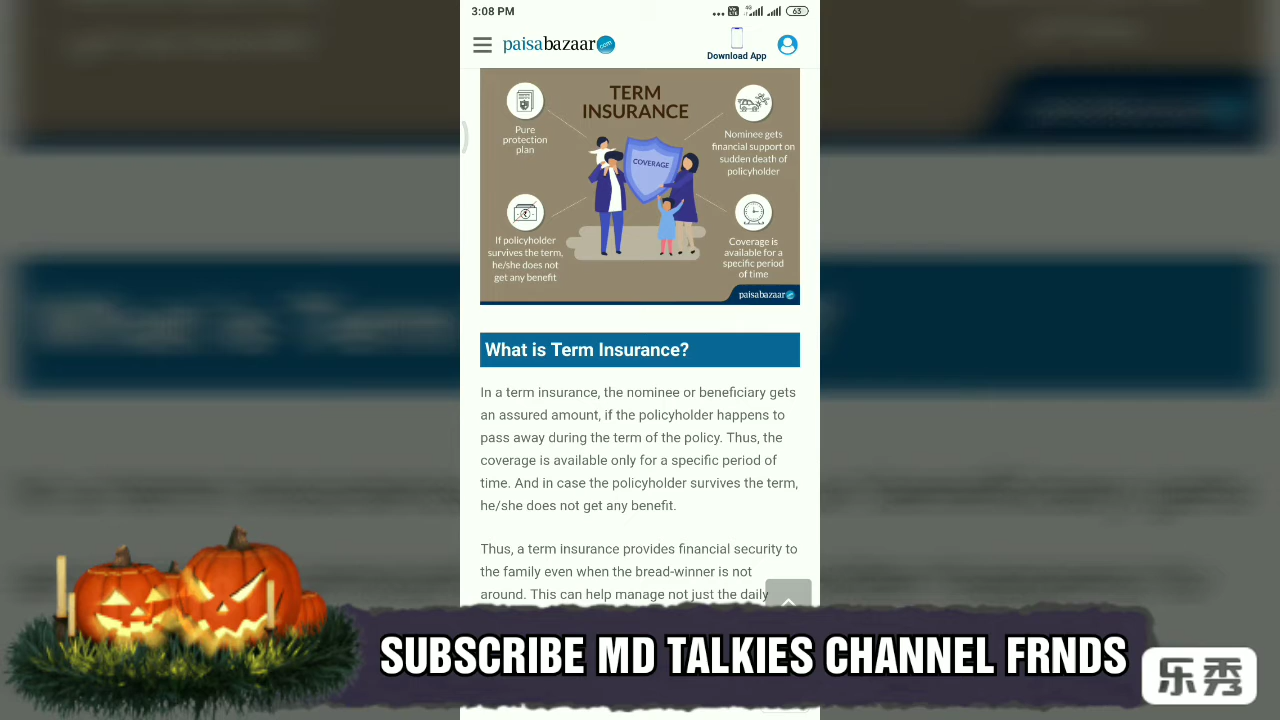 3:08 PM
4G
63
paisabazaar.com
Download App
TERM
INSURANCE
Pure
protection
plan
Nominee gets
financial support on
sudden death of
policyholder
COVERAGE
If policyholder
survives the term,
he/she does not
get any benefit
Coverage is
available for a
specific period
of time
paisabazaar
What is Term Insurance?
In a term insurance, the nominee or beneficiary gets
an assured amount, if the policyholder happens to
pass away during the term of the policy. Thus, the
coverage is available only for a specific period of
time. And in case the policyholder survives the term,
he/she does not get any benefit.
Thus, a term insurance provides financial security to
the family even when the bread-winner is not
around. This can help manage not just the daily
SUBSCRIBE MD TALKIES CHANNEL FRNDS
乐秀